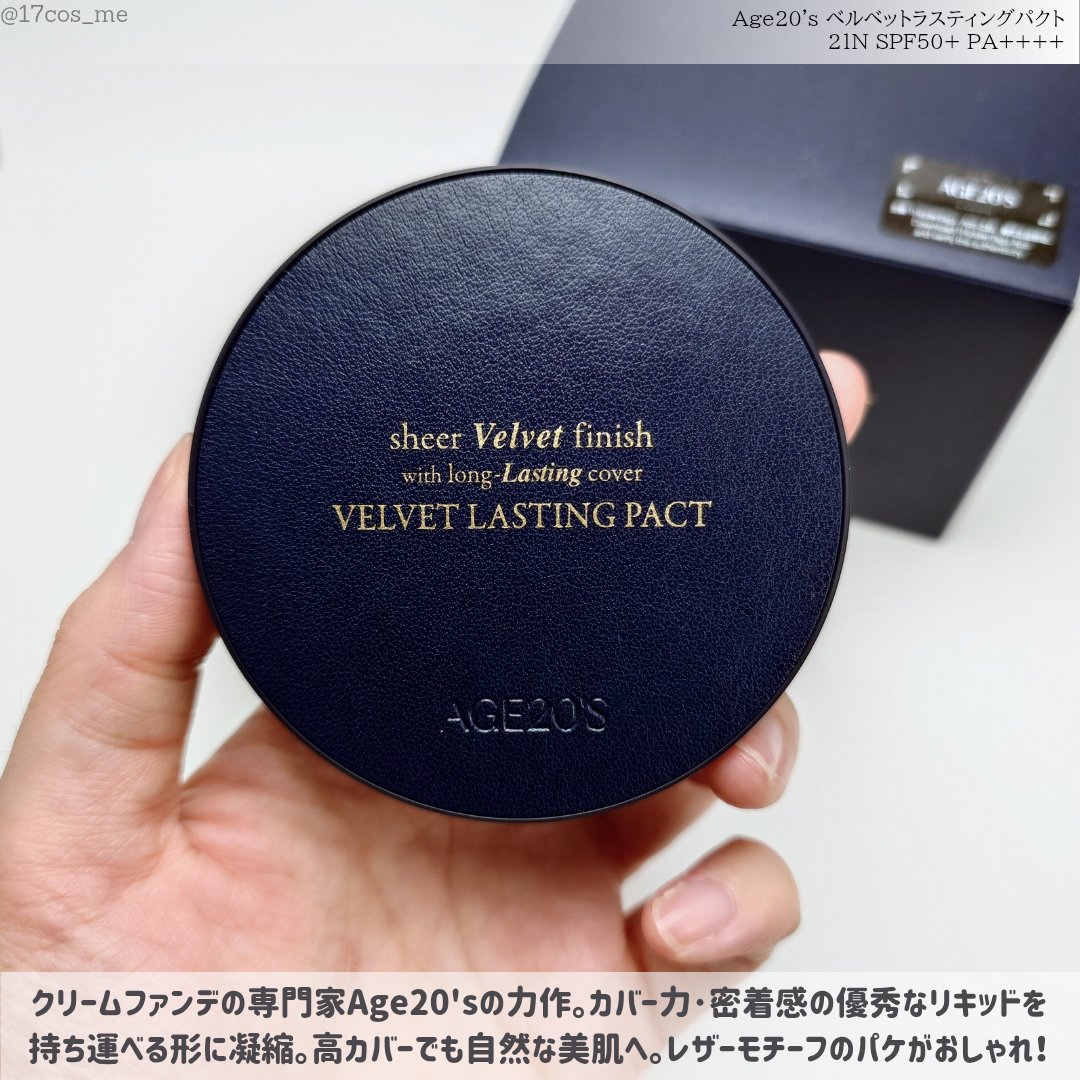 @17cos_me
Age20's ベルベットラスティングパクト
21N SPF50+ PA++++
AGE20'S
sheer Velvet finish
with long-Lasting cover
VELVET LASTING PACT
AGE20'S
クリームファンデの専門家Age20'sの力作。カバー力・密着感の優秀なリキッドを
持ち運べる形に凝縮。高カバーでも自然な美肌へ。レザーモチーフのパケがおしゃれ!